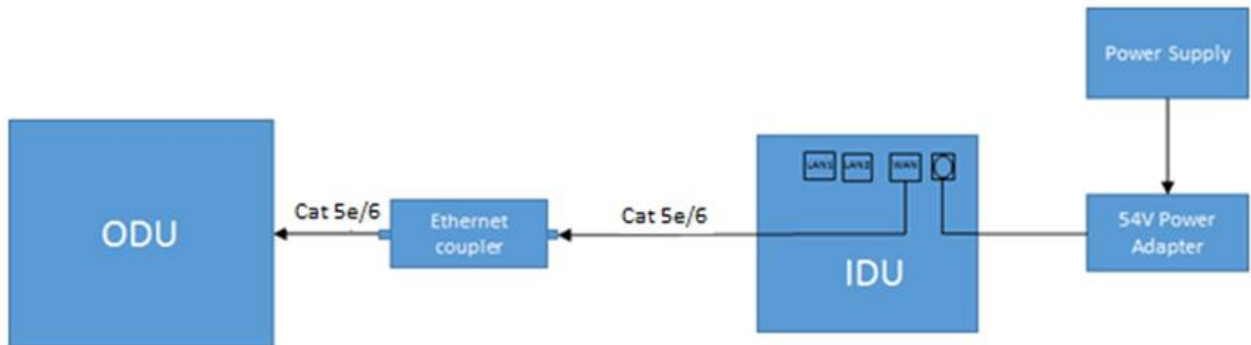 Power Supply
LAN1 LAN2 WAN
Cat 5e/6
Ethernet
coupler
Cat 5e/6
54V Power
Adapter
ODU
IDU